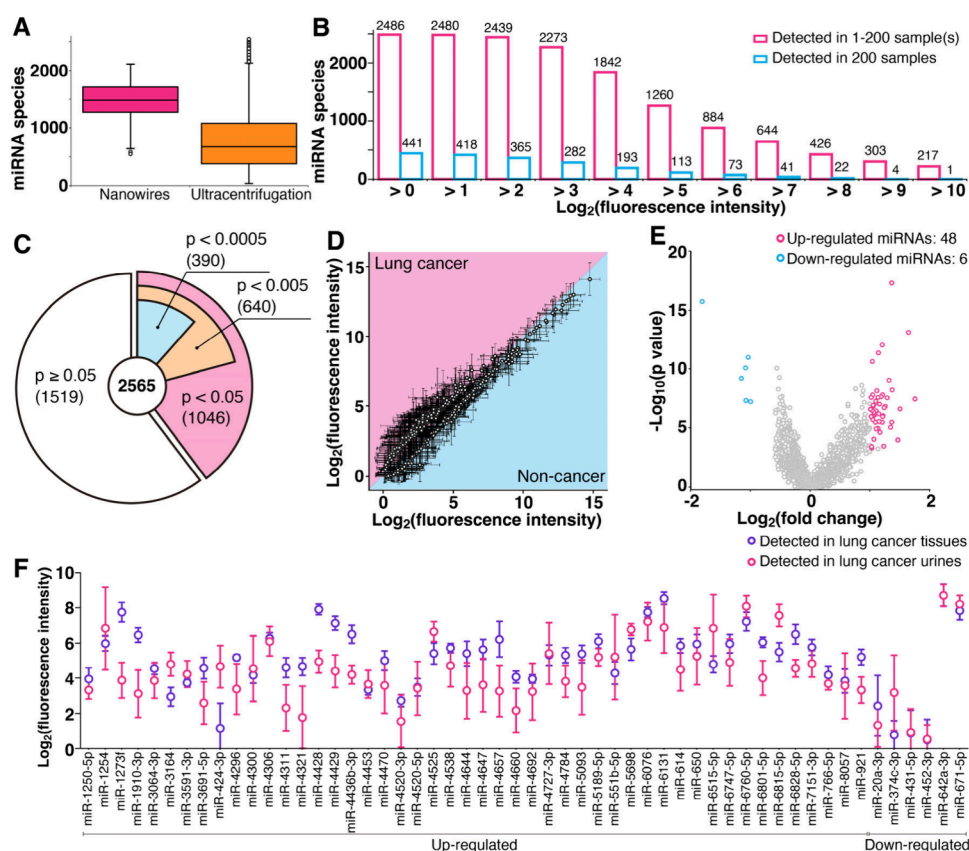 A
miRNA species
2000
1000
0
Nanowires
Ultracentrifugation
B
miRNA species
2000
1000
0
2486 2480 2439 2273 1842 1260 884 644 426 303 217
441 418 365 282 193 113 73 41 22 4 1
Detected in 1-200 sample(s)
Detected in 200 samples
> 0 > 1 > 2 > 3 > 4 > 5 > 6 > 7 > 8 > 9 > 10
Log2(fluorescence intensity)
C
p < 0.0005
(390)
p < 0.005
(640)
p ≥ 0.05
(1519)
2565
p < 0.05
(1046)
D
Log2(fluorescence intensity)
15
10
5
0
Lung cancer
Non-cancer
0 5 10 15
Log2(fluorescence intensity)
E
Up-regulated miRNAs: 48
Down-regulated miRNAs: 6
-Log10(p value)
20
15
10
5
0
-2 0 2
Log2(fold change)
F
Detected in lung cancer tissues
Detected in lung cancer urines
Log2(fluorescence intensity)
10
8
6
4
2
0
miR-1250-5p
miR-1254
miR-1273f
miR-1910-3p
miR-3064-3p
miR-3164
miR-3591-3p
miR-3691-5p
miR-424-3p
miR-4296
miR-4300
miR-4306
miR-4311
miR-4321
miR-4428
miR-4429
miR-4436b-3p
miR-4453
miR-4470
miR-4520-3p
miR-4520-5p
miR-4525
miR-4538
miR-4644
miR-4647
miR-4657
miR-4660
miR-4692
miR-4727-3p
miR-4784
miR-5093
miR-5189-5p
miR-551b-5p
miR-5698
miR-6076
miR-6131
miR-614
miR-650
miR-6515-5p
miR-6747-5p
miR-6760-5p
miR-6801-5p
miR-6815-5p
miR-6828-5p
miR-7151-3p
miR-766-5p
miR-8057
miR-921
miR-20a-3p
miR-374c-3p
miR-431-5p
miR-452-3p
miR-642a-3p
miR-671-5p
Up-regulated
Down-regulated